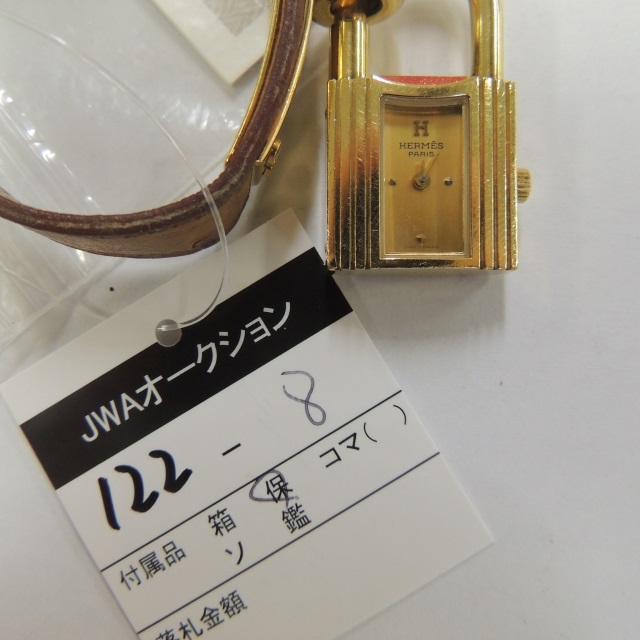 H
HERMÈS
PARIS
JWAオークション
122 - 8
付属品 箱 保 コマ( )
ソ 鑑
落札金額